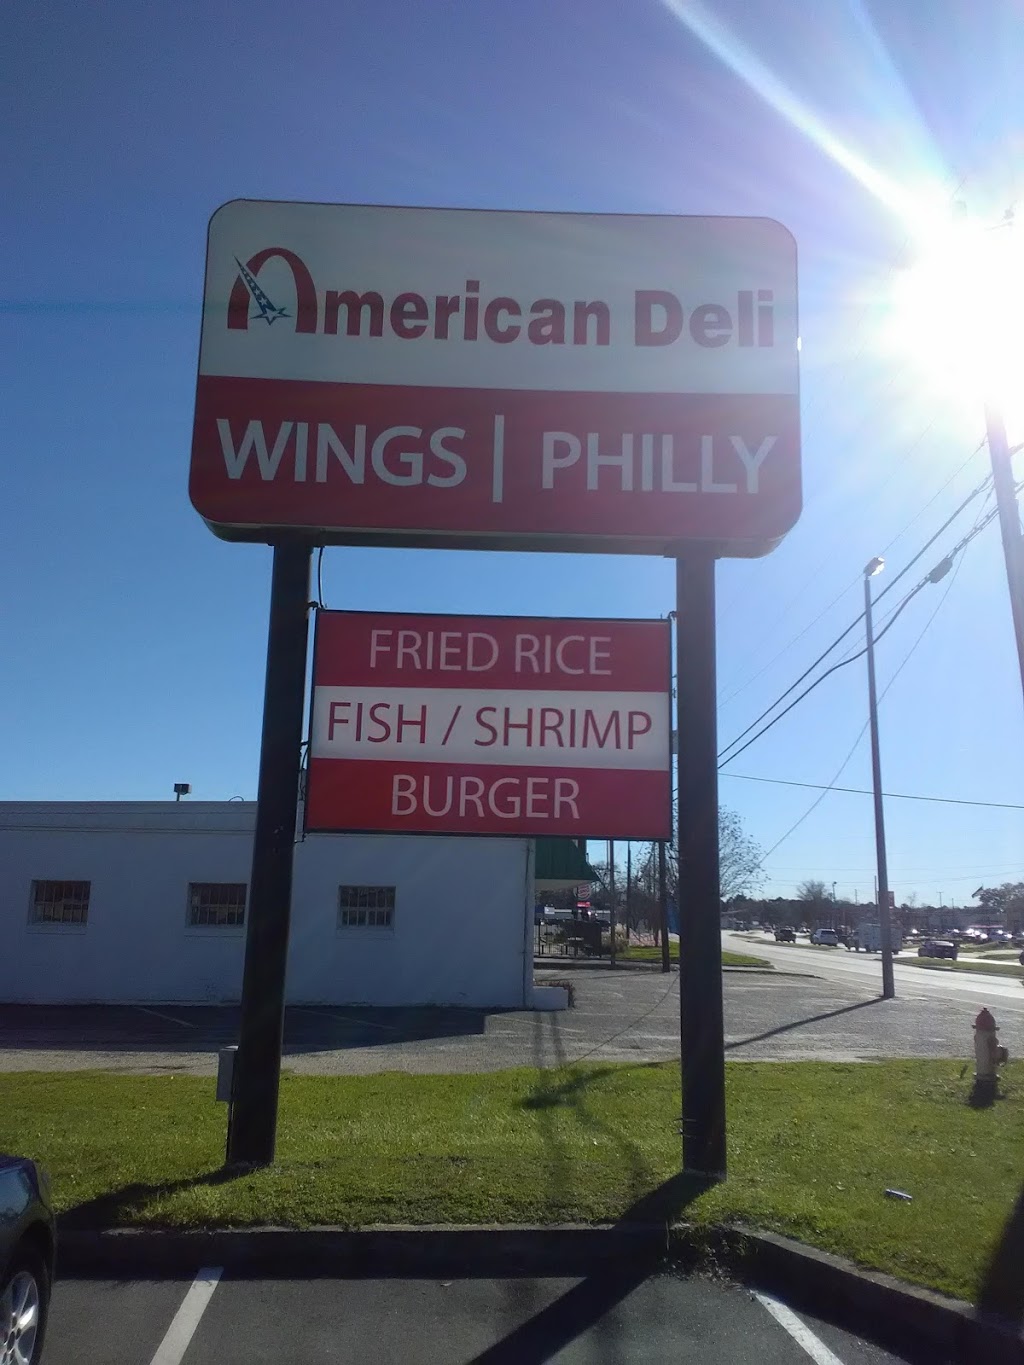 American Deli
WINGS | PHILLY
FRIED RICE
FISH / SHRIMP
BURGER